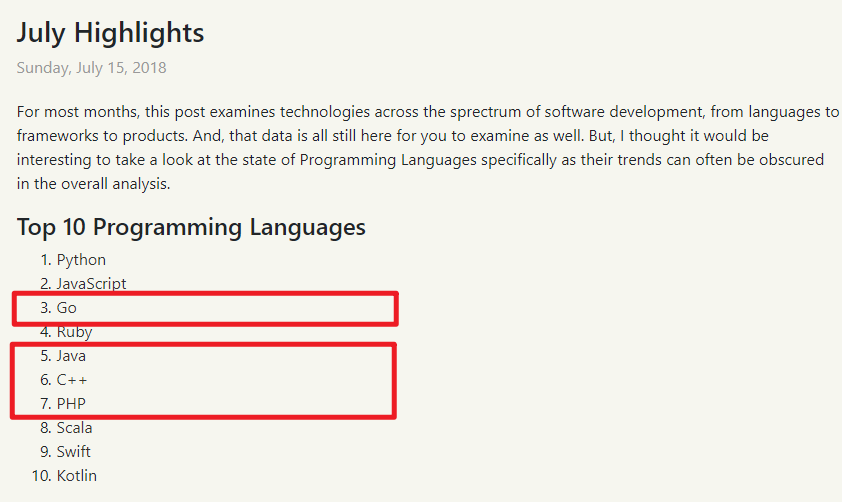 July Highlights
Sunday, July 15, 2018
For most months, this post examines technologies across the sprectrum of software development, from languages to
frameworks to products. And, that data is all still here for you to examine as well. But, I thought it would be
interesting to take a look at the state of Programming Languages specifically as their trends can often be obscured
in the overall analysis.
Top 10 Programming Languages
1. Python
2. JavaScript
3. Go
4. Ruby
5. Java
6. C++
7. PHP
8. Scala
9. Swift
10. Kotlin